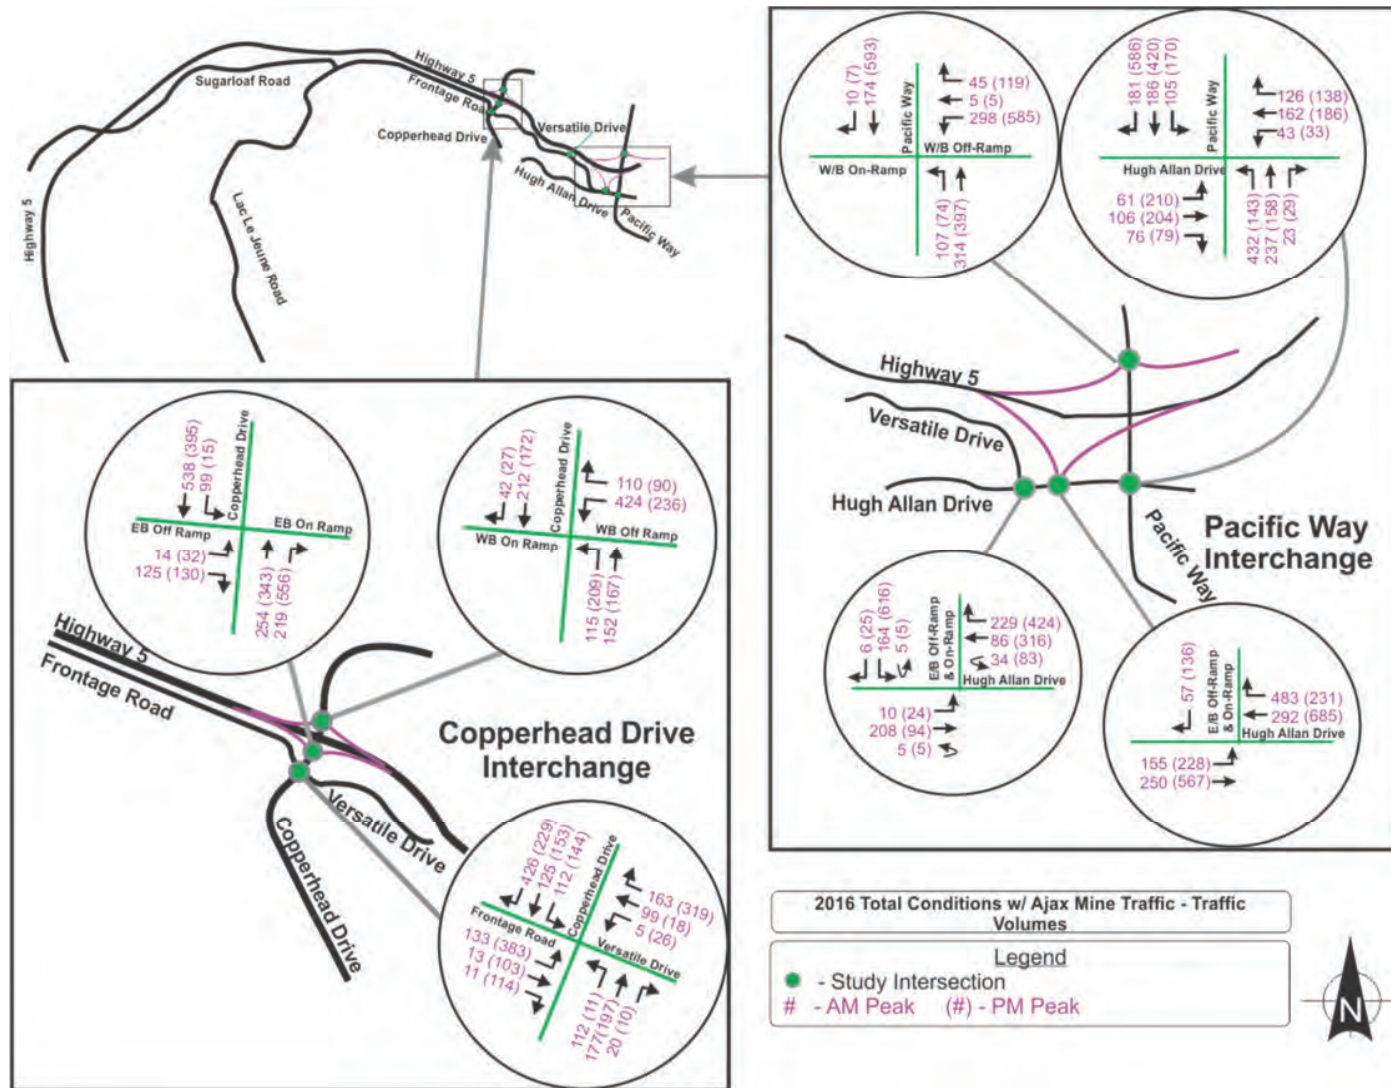 Highway 5
Frontage Roa
Sugarloaf Road
Copperhead Drive
Versatile Drive
Hugh Allan Drive
Pacific Way
Lac Le Jeune Road
Highway 5
10 (7)
174 (593)
Pacific Way
45 (119)
5 (5)
298 (585)
W/B Off-Ramp
W/B On-Ramp
107 (74)
314 (397)
181 (586)
186 (420)
105 (170)
Pacific Way
126 (138)
162 (186)
43 (33)
Hugh Allan Drive
61 (210)
106 (204)
76 (79)
432 (143)
237 (158)
23 (29)
Highway 5
Versatile Drive
Hugh Allan Drive
Pacific Way
Pacific Way
Interchange
6 (25)
164 (616)
5 (5)
E/B Off-Ramp
& On-Ramp
229 (424)
86 (316)
34 (83)
Hugh Allan Drive
10 (24)
208 (94)
5 (5)
57 (136)
E/B Off-Ramp
& On-Ramp
483 (231)
292 (685)
Hugh Allan Drive
155 (228)
250 (567)
538 (395)
99 (15)
Copperhead Drive
EB Off Ramp
EB On Ramp
14 (32)
125 (130)
254 (343)
219 (556)
42 (27)
212 (172)
Copperhead Drive
110 (90)
424 (236)
WB On Ramp
WB Off Ramp
115 (209)
152 (167)
Highway 5
Frontage Road
Copperhead Drive
Interchange
Versatile Drive
Copperhead Drive
426 (229)
125 (153)
112 (144)
Copperhead Drive
163 (319)
99 (18)
5 (26)
Frontage Road
Versatile Drive
133 (383)
13 (103)
11 (114)
112 (11)
177(197)
20 (10)
2016 Total Conditions w/ Ajax Mine Traffic - Traffic
Volumes
Legend
- Study Intersection
# - AM Peak (#) - PM Peak
N